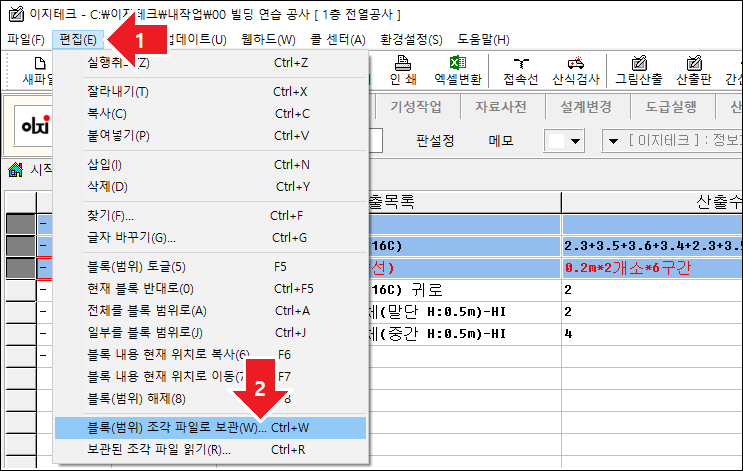 이지테크 - C:₩이지테크₩내작업₩00 빌딩 연습 공사 [ 1층 전열공사 ]
파일(F) 편집(E) 1 업데이트(U) 웹하드(W) 콜 센터(A) 환경설정(S) 도움말(H)
새파 인 쇄 엑셀변환 접속선 산식검사 그림산출 산출판
기성작업 자료사전 설계변경 도급실행
이지 판설정 메모 [ 이지테크 ] : 정보
시작
출목록 산출수
실행취 Z) Ctrl+Z
잘라내기(T) Ctrl+X
복사(C) Ctrl+C
붙여넣기(P) Ctrl+V
삽입(I) Ctrl+N
삭제(D) Ctrl+Y
찾기(F)... Ctrl+F
글자 바꾸기(G)... Ctrl+G
블록(범위) 토글(5) F5
현재 블록 반대로(0) Ctrl+F5
전체를 블록 범위로(A) Ctrl+A
일부를 블록 범위로(J) Ctrl+J
블록 내용 현재 위치로 복사(6) F6
블록 내용 현재 위치로 이동(7 F7
블록(범위) 해제(8) 8
2
블록(범위) 조각 파일로 보관(W)... Ctrl+W
보관된 조각 파일 읽기(R)... Ctrl+R
-
- 16C) 2.3+3.5+3.6+3.4+2.3+3.5
- 선) 0.2m*2개소*6구간
- 16C) 귀로 2
- 체(말단 H:0.5m)-HI 2
- 체(중간 H:0.5m)-HI 4
-